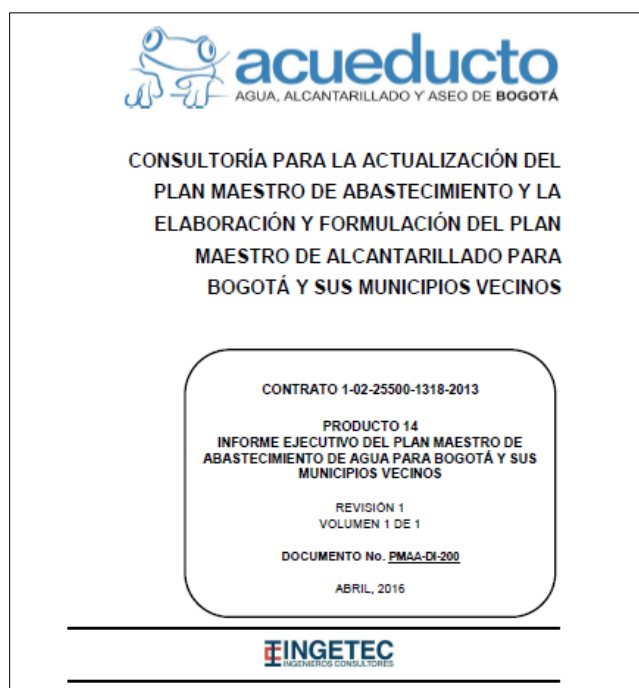 acueducto
AGUA, ALCANTARILLADO Y ASEO DE BOGOTÁ
CONSULTORÍA PARA LA ACTUALIZACIÓN DEL
PLAN MAESTRO DE ABASTECIMIENTO Y LA
ELABORACIÓN Y FORMULACIÓN DEL PLAN
MAESTRO DE ALCANTARILLADO PARA
BOGOTÁ Y SUS MUNICIPIOS VECINOS
CONTRATO 1-02-25500-1318-2013
PRODUCTO 14
INFORME EJECUTIVO DEL PLAN MAESTRO DE
ABASTECIMIENTO DE AGUA PARA BOGOTÁ Y SUS
MUNICIPIOS VECINOS
REVISIÓN 1
VOLUMEN 1 DE 1
DOCUMENTO No. PMAA-DI-200
ABRIL, 2016
INGETEC
INGENIEROS CONSULTORES